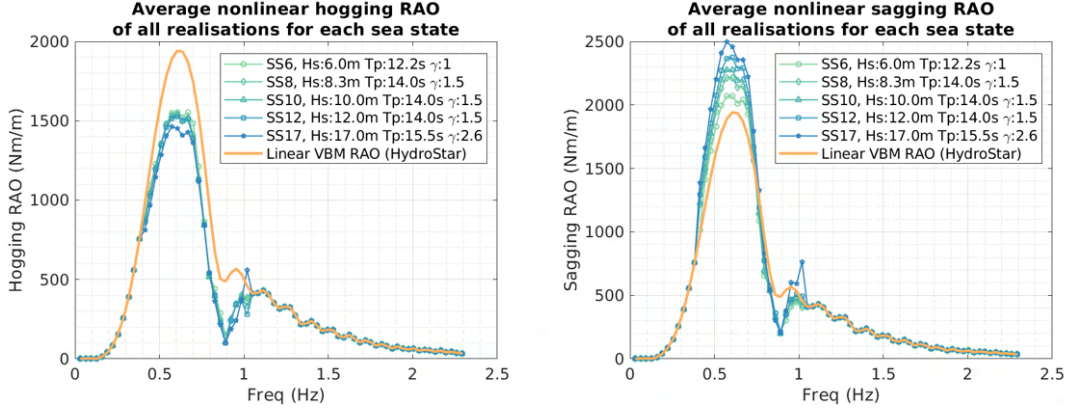 Average nonlinear hogging RAO
of all realisations for each sea state
2000
1500
1000
500
0
Hogging RAO (Nm/m)
SS6, Hs:6.0m Tp:12.2s γ:1
SS8, Hs:8.3m Tp:14.0s γ:1.5
SS10, Hs:10.0m Tp:14.0s γ:1.5
SS12, Hs:12.0m Tp:14.0s γ:1.5
SS17, Hs:17.0m Tp:15.5s γ:2.6
Linear VBM RAO (HydroStar)
0 0.5 1 1.5 2 2.5
Freq (Hz)
Average nonlinear sagging RAO
of all realisations for each sea state
2500
2000
1500
1000
500
0
Sagging RAO (Nm/m)
SS6, Hs:6.0m Tp:12.2s γ:1
SS8, Hs:8.3m Tp:14.0s γ:1.5
SS10, Hs:10.0m Tp:14.0s γ:1.5
SS12, Hs:12.0m Tp:14.0s γ:1.5
SS17, Hs:17.0m Tp:15.5s γ:2.6
Linear VBM RAO (HydroStar)
0 0.5 1 1.5 2 2.5
Freq (Hz)